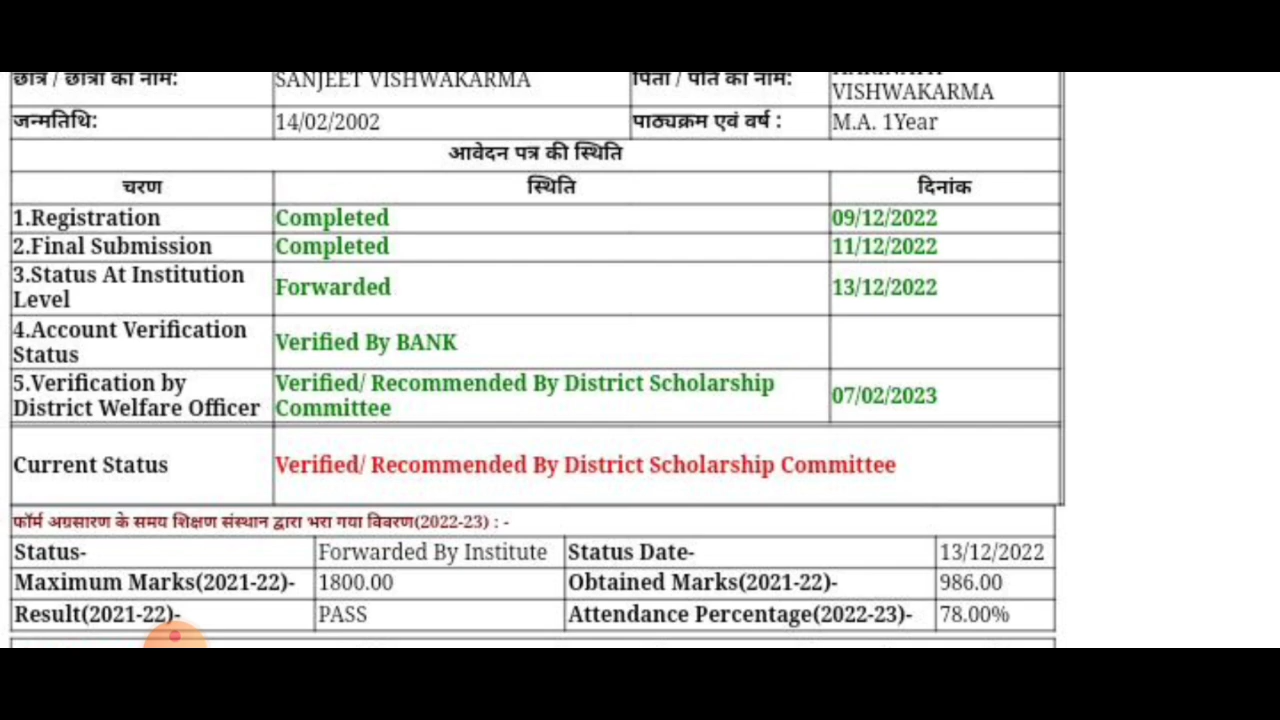 छात्र / छात्रा का नाम: SANJEET VISHWAKARMA पिता / पति का नाम:
VISHWAKARMA
जन्मतिथि: 14/02/2002 पाठ्यक्रम एवं वर्ष : M.A. 1Year
आवेदन पत्र की स्थिति
चरण स्थिति दिनांक
1.Registration Completed 09/12/2022
2.Final Submission Completed 11/12/2022
3.Status At Institution
Level
Forwarded 13/12/2022
4.Account Verification
Status
Verified By BANK
5.Verification by
District Welfare Officer
Verified/ Recommended By District Scholarship
Committee
07/02/2023
Current Status Verified/ Recommended By District Scholarship Committee
फॉर्म अग्रसारण के समय शिक्षण संस्थान द्वारा भरा गया विवरण(2022-23) : -
Status- Forwarded By Institute Status Date- 13/12/2022
Maximum Marks(2021-22)- 1800.00 Obtained Marks(2021-22)- 986.00
Result(2021-22)- PASS Attendance Percentage(2022-23)- 78.00%